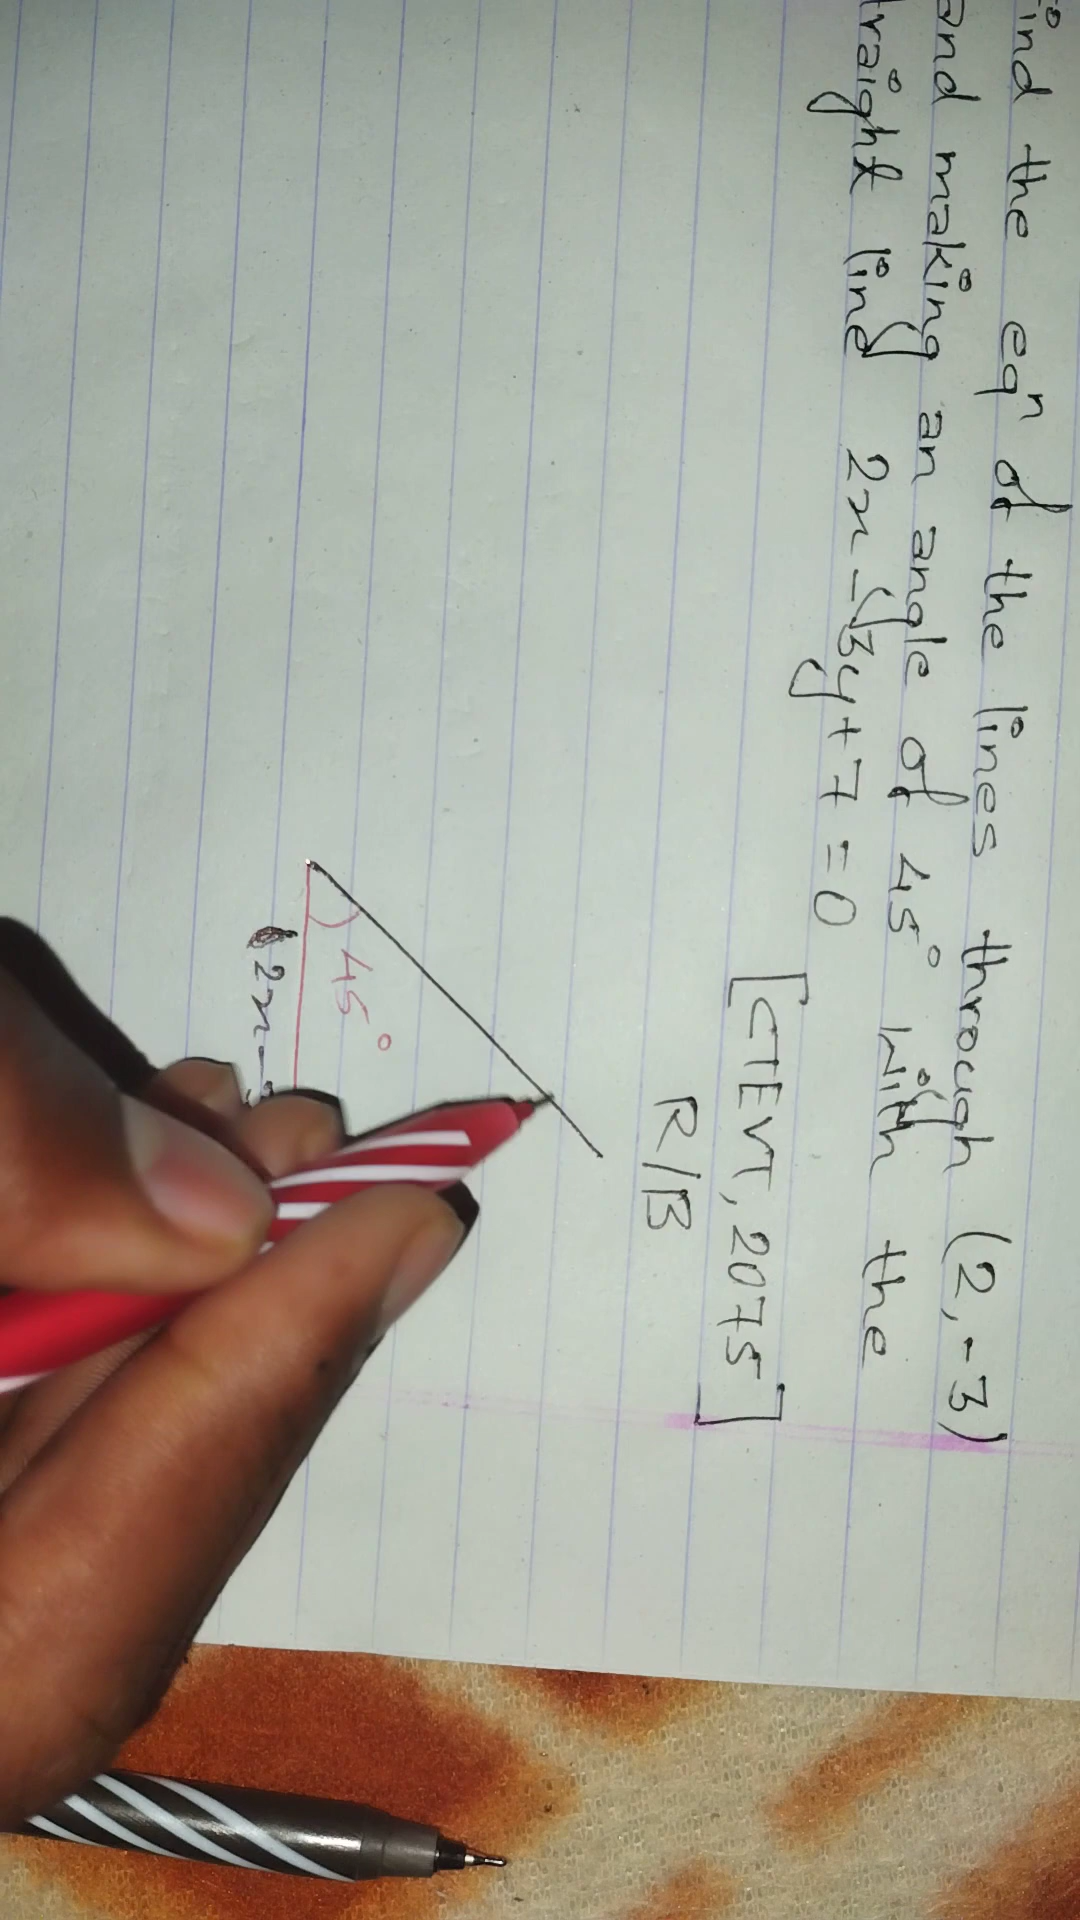 ind the eqⁿ of the lines through (2,-3)
and making an angle of 45° with the
traight line 2x-3y+7=0
[CTEVT, 2075]
R/B
45°
2x-